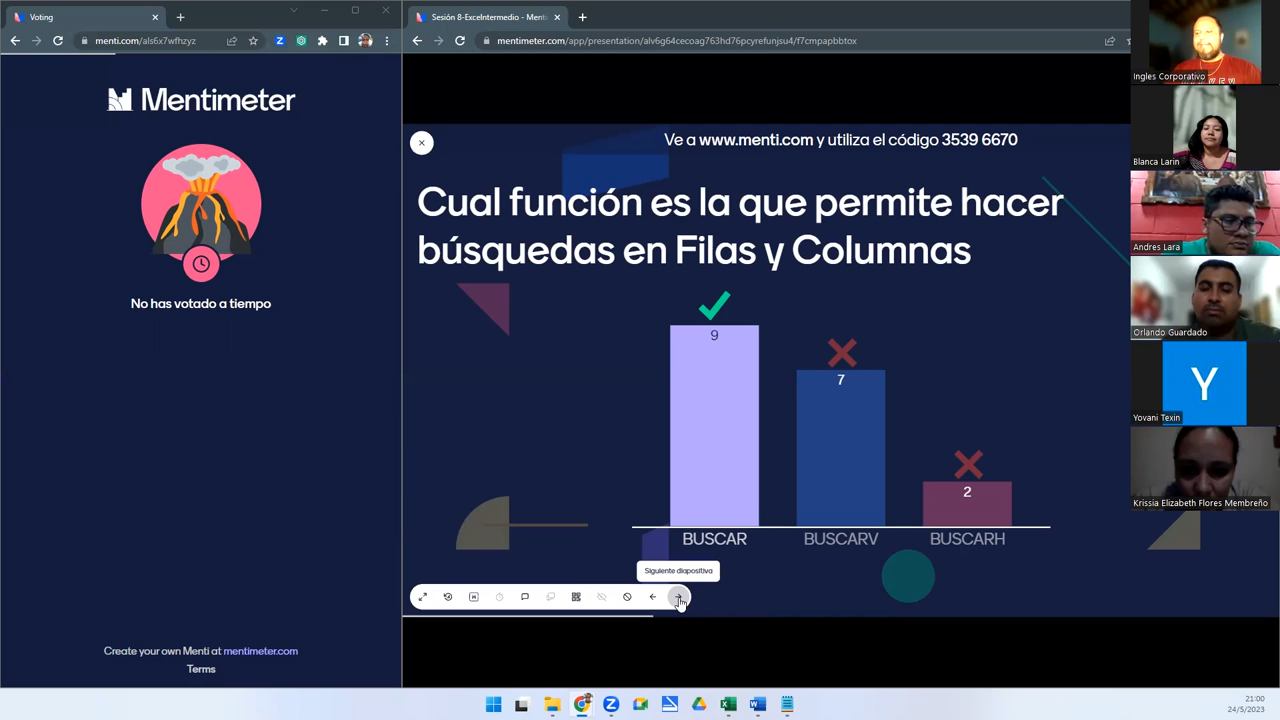 Voting
menti.com/als6x7wfhzyz
Mentimeter
No has votado a tiempo
Create your own Menti at mentimeter.com
Terms
Sesión 8-ExceIntermedio - Menti
mentimeter.com/app/presentation/alv6g64cecoag763hd76pcyrefunjsu4/f7cmpapbbtox
Ve a www.menti.com y utiliza el código 3539 6670
Cual función es la que permite hacer
búsquedas en Filas y Columnas
9
7
2
BUSCAR BUSCARV BUSCARH
Siguiente diapositiva
Ingles Corporativo
Blanca Larin
Andres Lara
Orlando Guardado
Y
Yovani Texin
Krissia Elizabeth Flores Membreño
21:00
24/5/2023